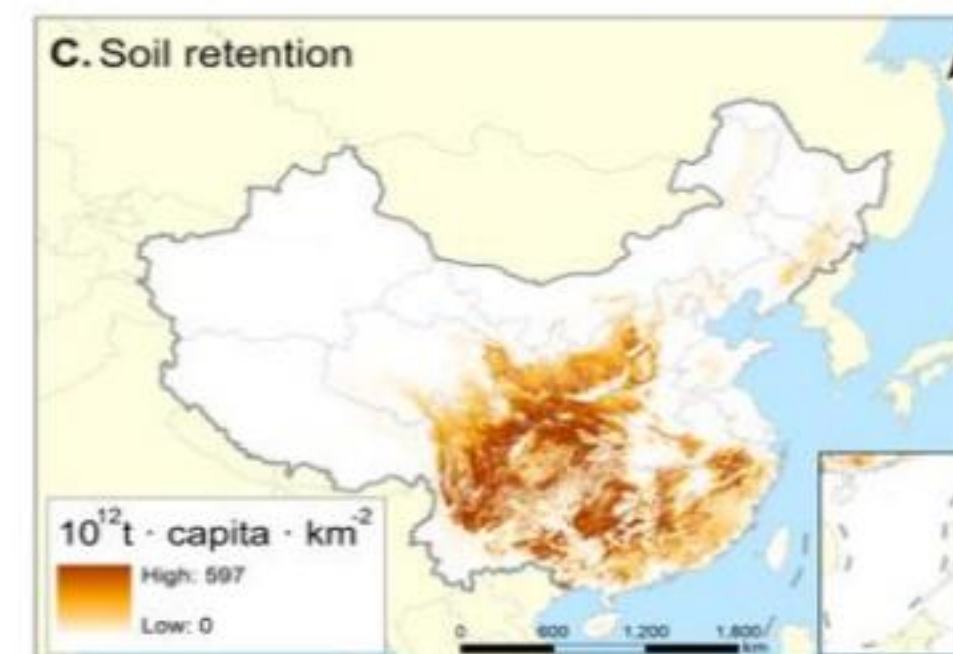 C. Soil retention
10¹²t · capita · km⁻²
High: 597
Low: 0
0 600 1,200 1,800
km